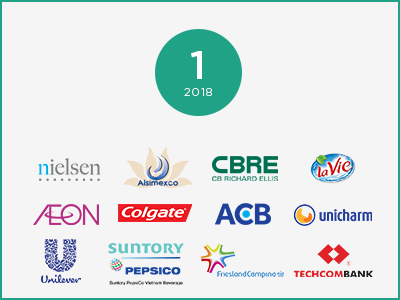 1
2018
nielsen
Alsimexco
CBRE
CB RICHARD ELLIS
La Vie
ÆON
Colgate
ACB
unicharm
Unilever
SUNTORY
PEPSICO
Suntory PepsiCo Vietnam Beverage
FrieslandCampina
TECHCOMBANK